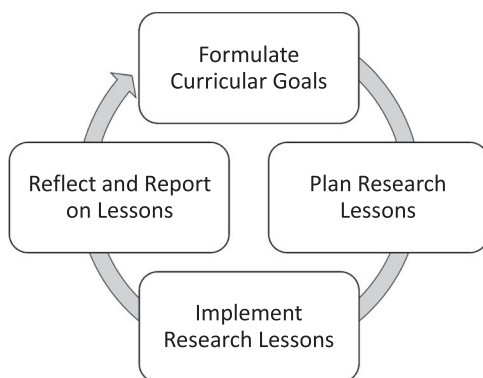 Formulate
Curricular Goals
Plan Research
Lessons
Implement
Research Lessons
Reflect and Report
on Lessons